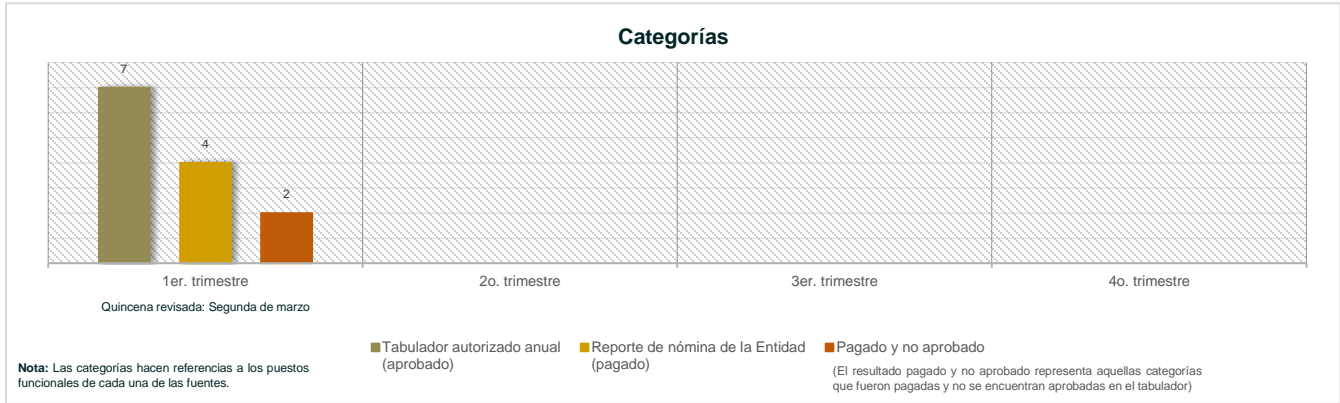 Categorías
7
4
2
1er. trimestre
2o. trimestre
3er. trimestre
4o. trimestre
Quincena revisada: Segunda de marzo
Tabulador autorizado anual
(aprobado)
Reporte de nómina de la Entidad
(pagado)
Pagado y no aprobado
(El resultado pagado y no aprobado representa aquellas categorías
que fueron pagadas y no se encuentran aprobadas en el tabulador)
Nota: Las categorías hacen referencias a los puestos
funcionales de cada una de las fuentes.